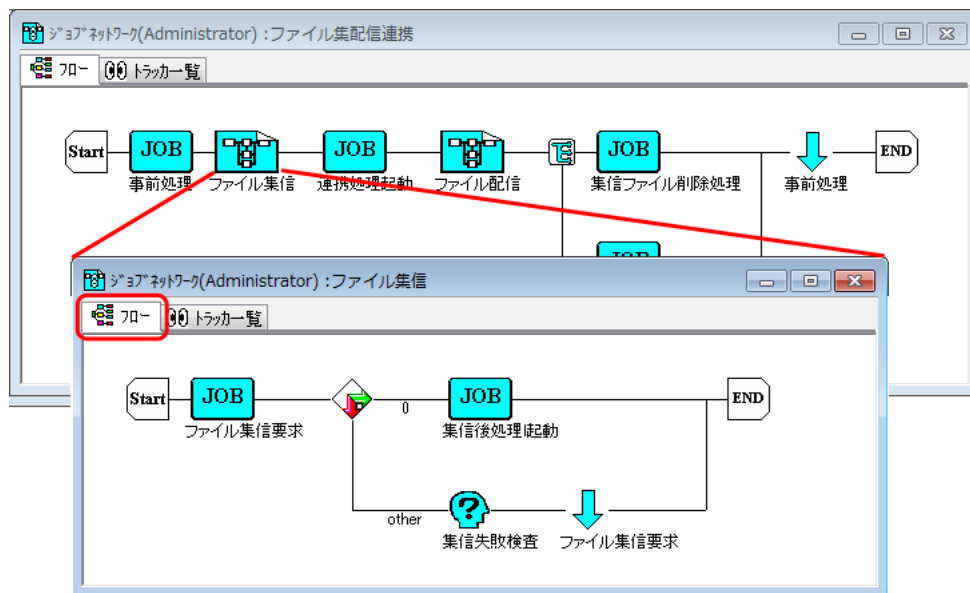 ｼﾞｮﾌﾞﾈｯﾄﾜｰｸ(Administrator) :ファイル集配信連携
フロー トラッカ一覧
Start JOB JOB JOB END
事前処理 ファイル集信 連携処理起動 ファイル配信 集信ファイル削除処理 事前処理
ｼﾞｮﾌﾞﾈｯﾄﾜｰｸ(Administrator) :ファイル集信
フロー トラッカ一覧
Start JOB 0 JOB END
ファイル集信要求 集信後処理起動
other ?
集信失敗検査 ファイル集信要求